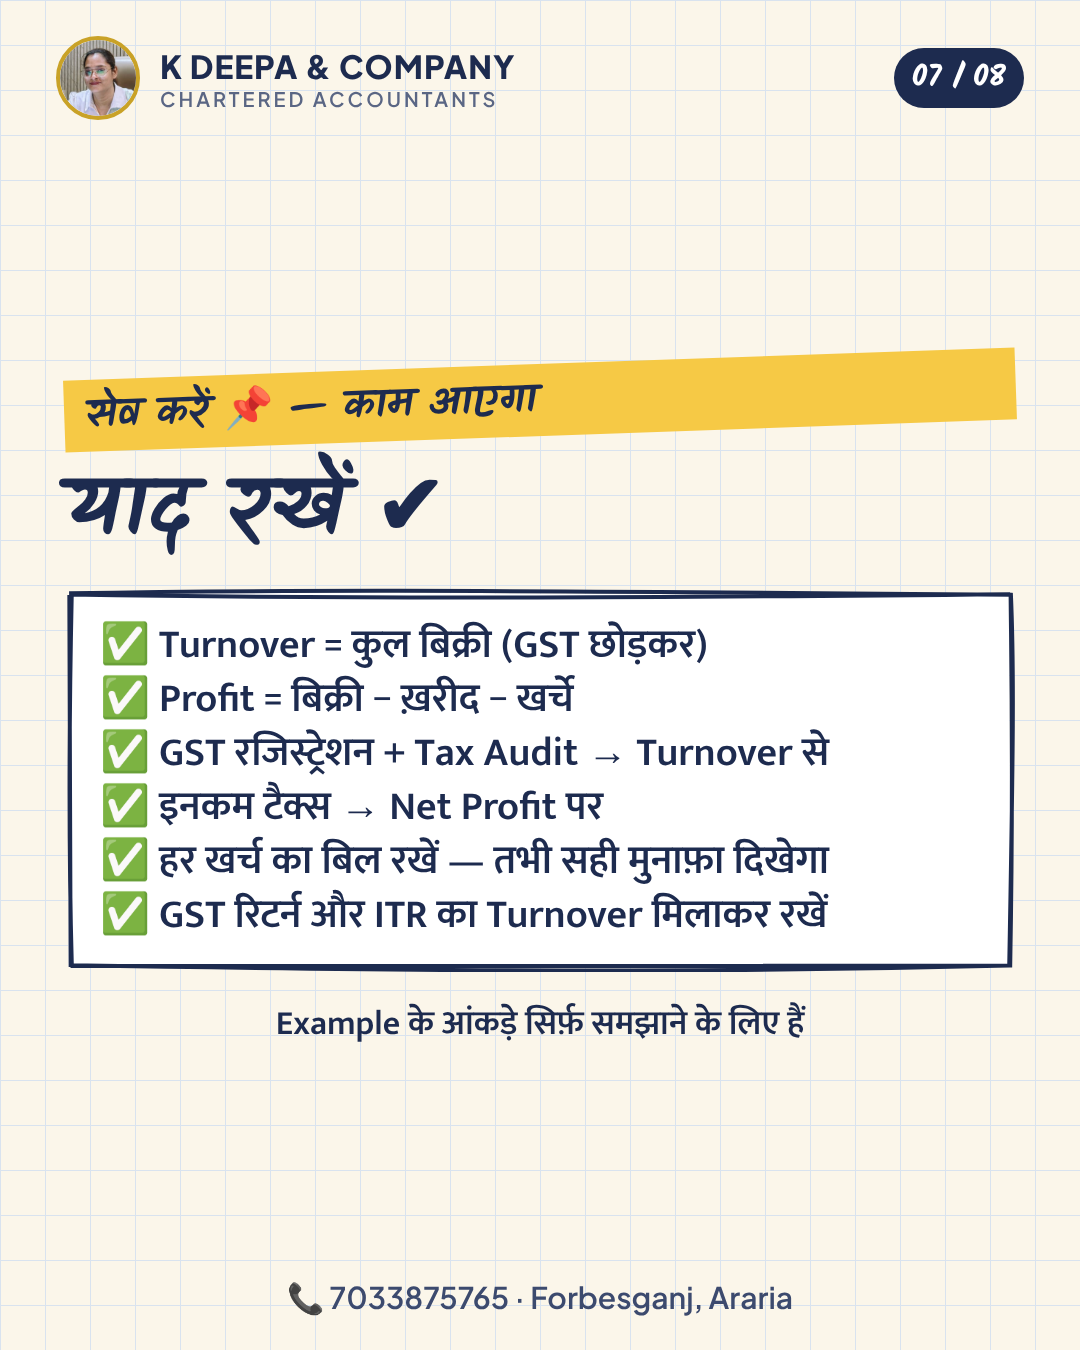 K DEEPA & COMPANY
CHARTERED ACCOUNTANTS
07 / 08
सेव करें 📌 — काम आएगा
याद रखें ✔
✅ Turnover = कुल बिक्री (GST छोड़कर)
✅ Profit = बिक्री − ख़रीद − खर्चे
✅ GST रजिस्ट्रेशन + Tax Audit → Turnover से
✅ इनकम टैक्स → Net Profit पर
✅ हर खर्च का बिल रखें — तभी सही मुनाफ़ा दिखेगा
✅ GST रिटर्न और ITR का Turnover मिलाकर रखें
Example के आंकड़े सिर्फ़ समझाने के लिए हैं
📞 7033875765 · Forbesganj, Araria